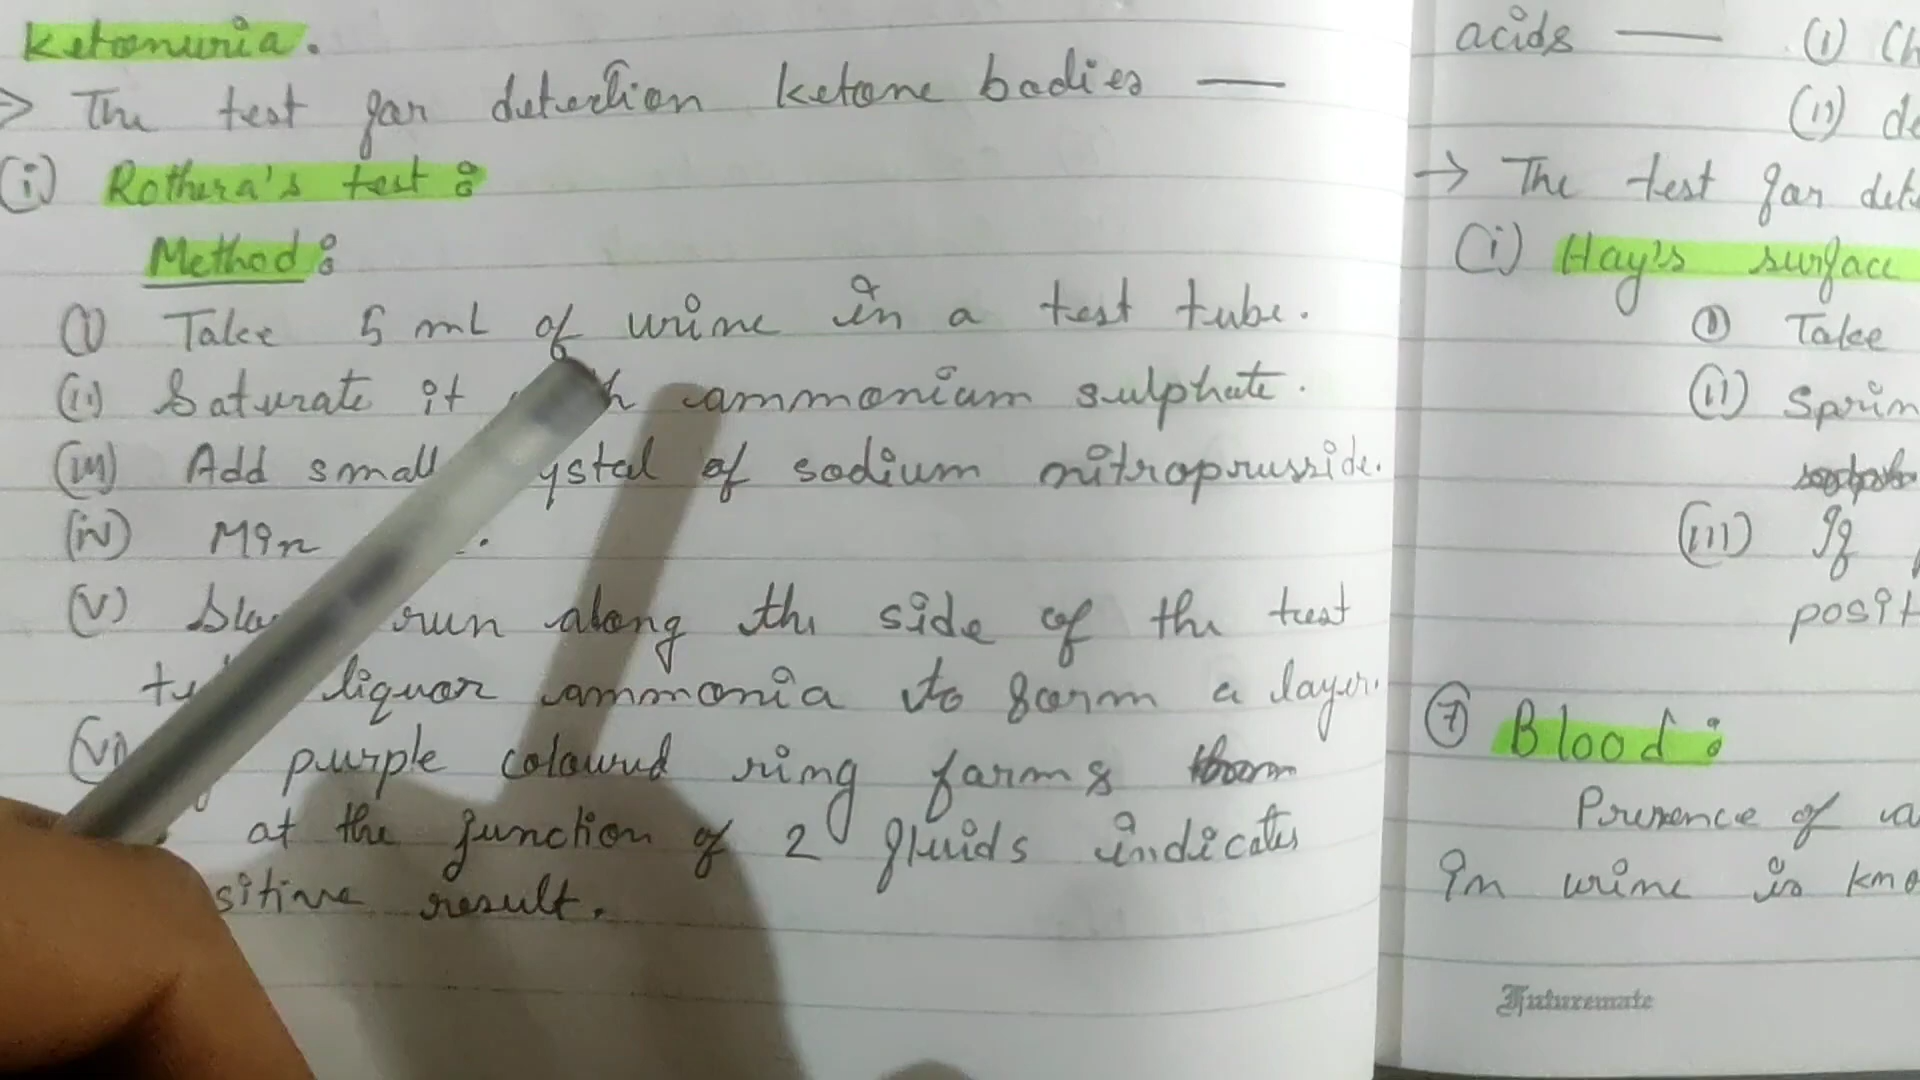 Ketonuria.
→ The test for detection ketone bodies —
(i) Rothera's test :
Method :
(i) Take 5 mL of urine in a test tube.
(ii) Saturate it ammonium sulphate.
(iii) Add small ystal of sodium nitroprusside.
(iv) Min
(v) run along the side of the test
liquor ammonia to form a layer.
(vi) purple coloured ring forms
at the junction of 2 fluids indicates
sitive result.
acids — (i) Ch
(ii) de
→ The test for det
(i) Hay's surface
(i) Take
(ii) Sprin
(iii) If
posit
(7) Blood :
Presence of
in urine is kno
Futuremate